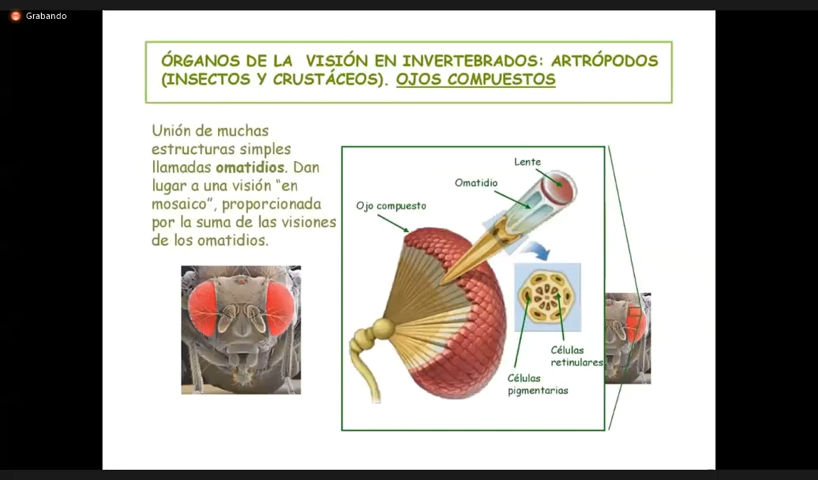 Grabando
ÓRGANOS DE LA VISIÓN EN INVERTEBRADOS: ARTRÓPODOS
(INSECTOS Y CRUSTÁCEOS). OJOS COMPUESTOS
Unión de muchas
estructuras simples
llamadas omatidios. Dan
lugar a una visión "en
mosaico", proporcionada
por la suma de las visiones
de los omatidios.
Lente
Omatidio
Ojo compuesto
Células
retinulares
Células
pigmentarias